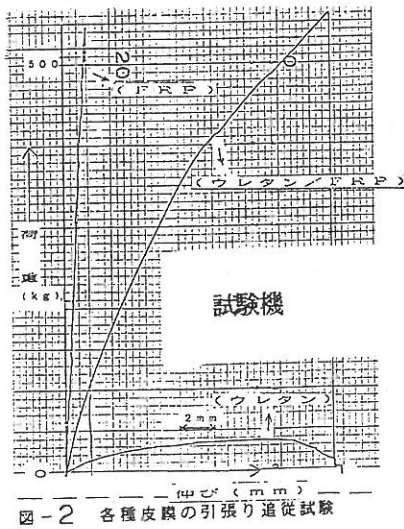 500
20
0
(FRP)
(ウレタン/FRP)
荷
重
(kg)
試験機
(ウレタン)
2mm
0
伸び (mm)
図-2 各種皮膜の引張り追従試験